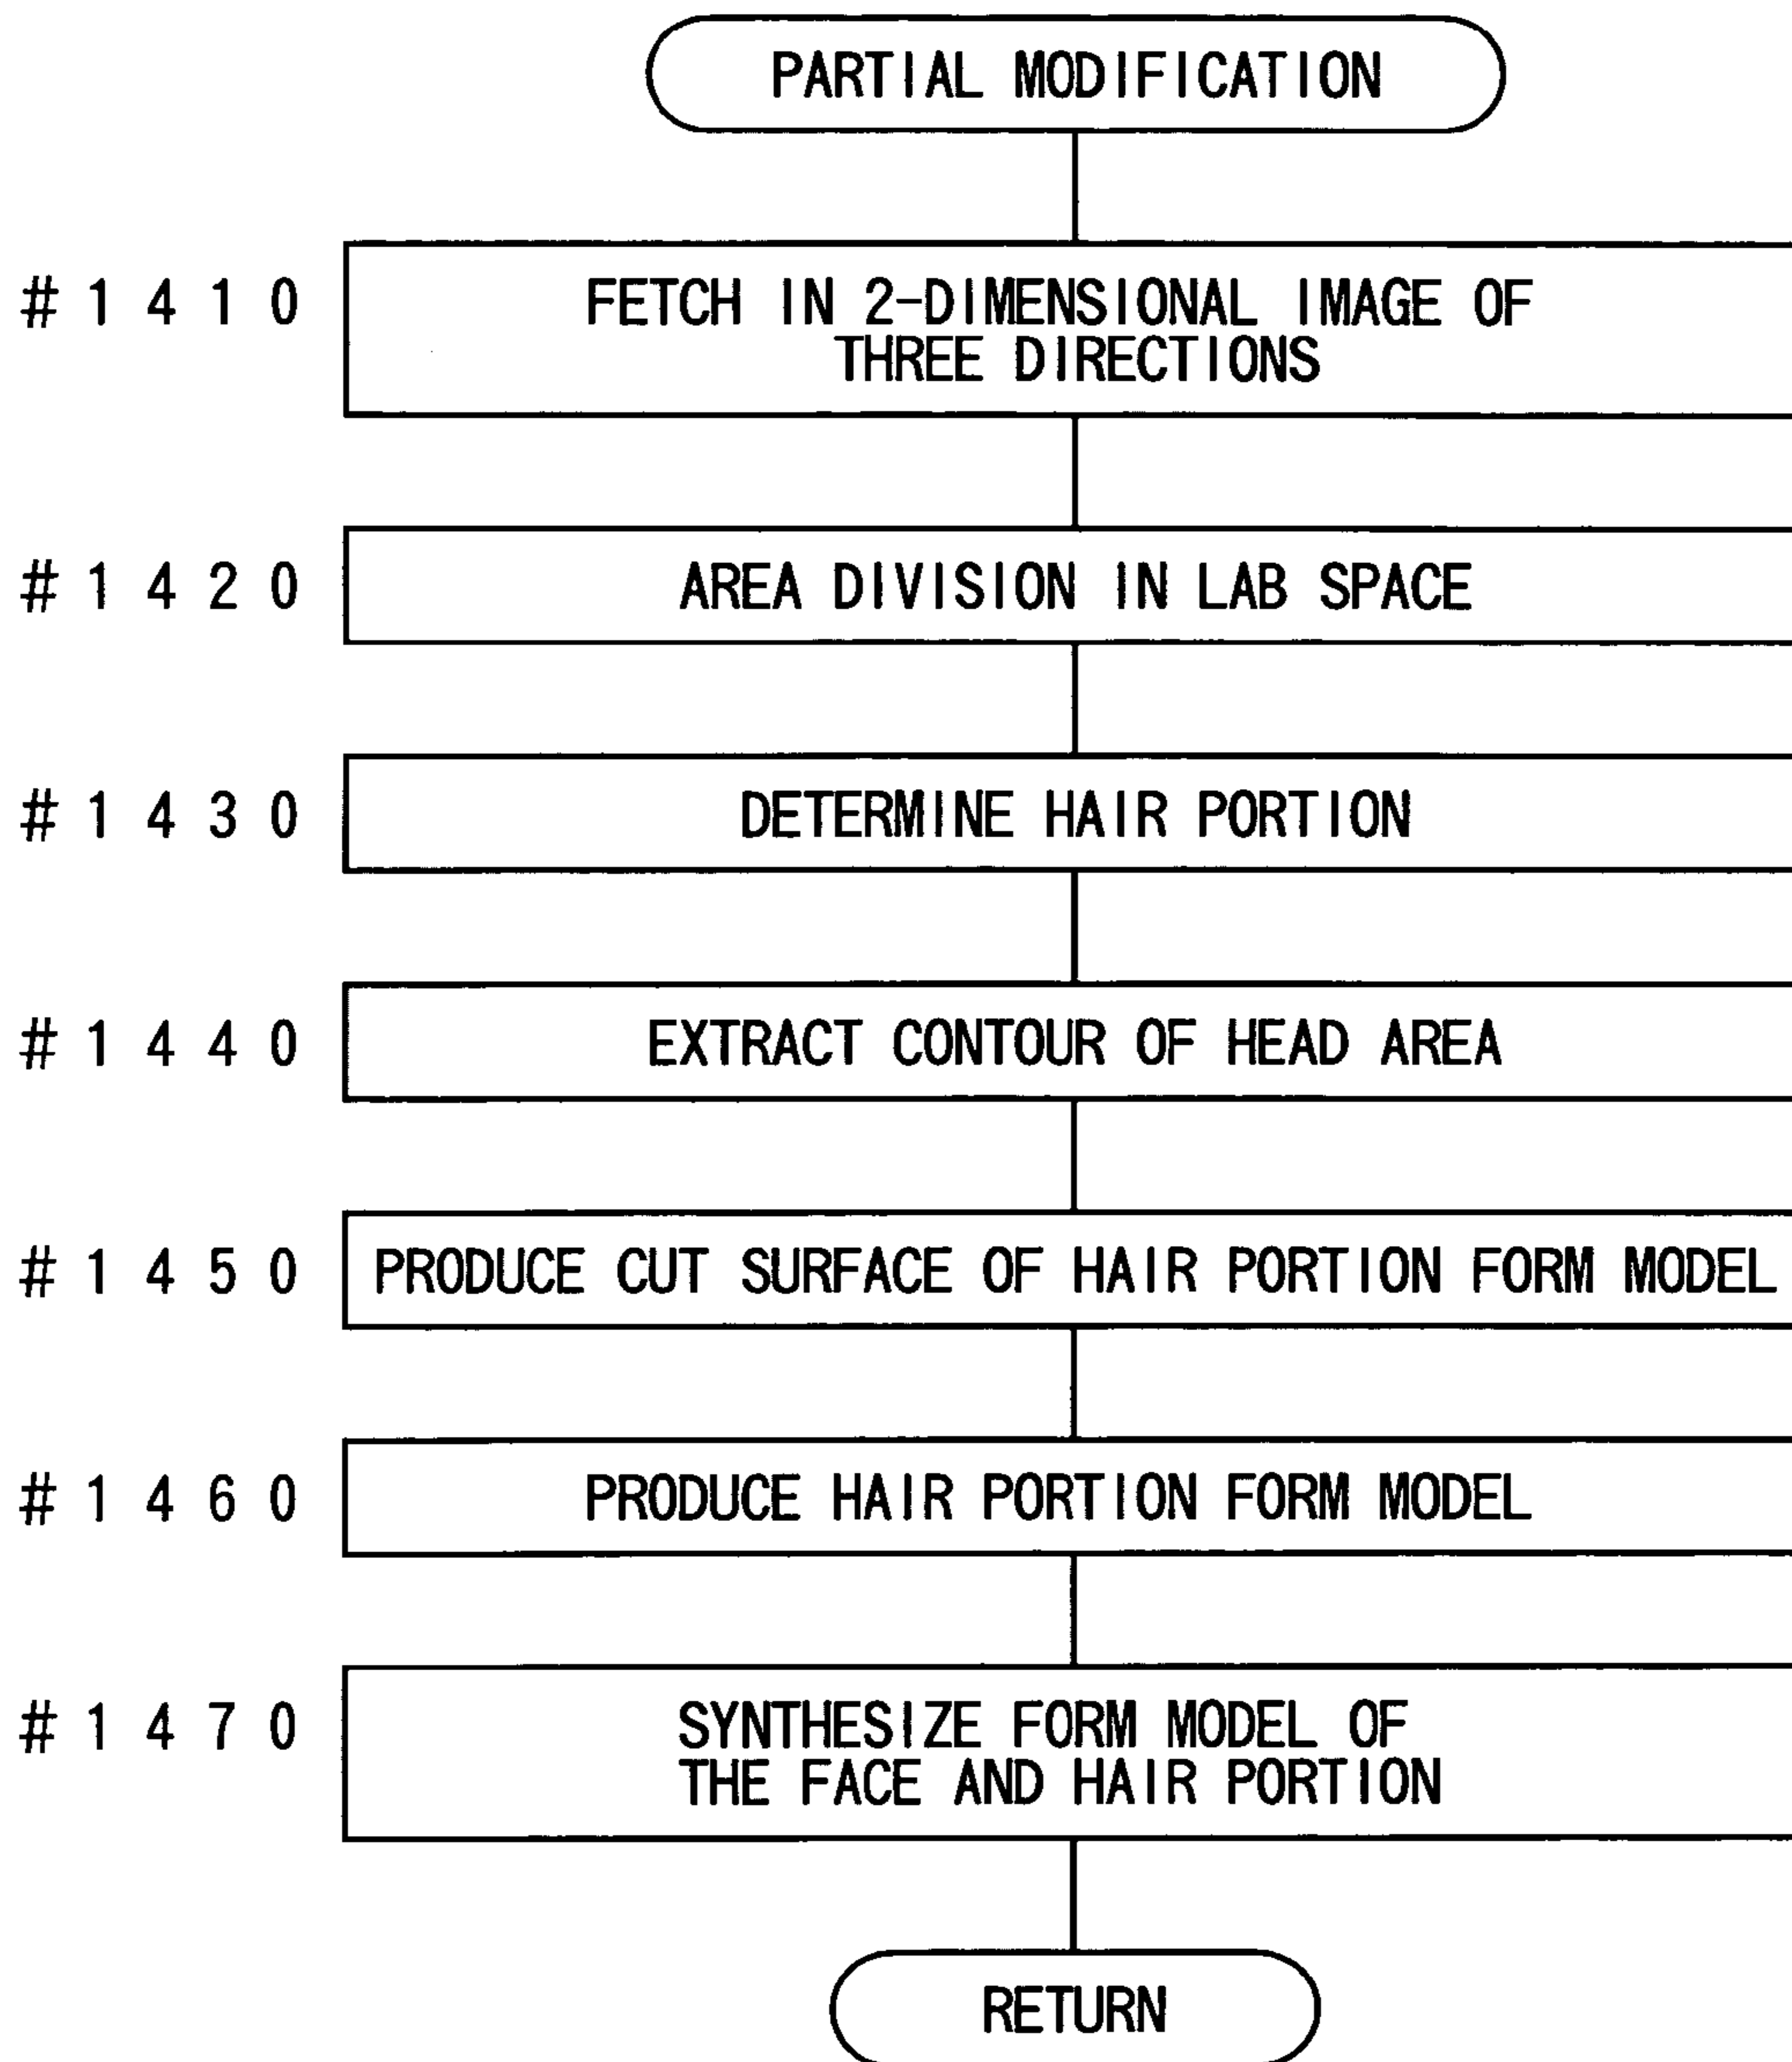 PARTIAL MODIFICATION
#1410
FETCH IN 2-DIMENSIONAL IMAGE OF
THREE DIRECTIONS
#1420
AREA DIVISION IN LAB SPACE
#1430
DETERMINE HAIR PORTION
#1440
EXTRACT CONTOUR OF HEAD AREA
#1450
PRODUCE CUT SURFACE OF HAIR PORTION FORM MODEL
#1460
PRODUCE HAIR PORTION FORM MODEL
#1470
SYNTHESIZE FORM MODEL OF
THE FACE AND HAIR PORTION
RETURN